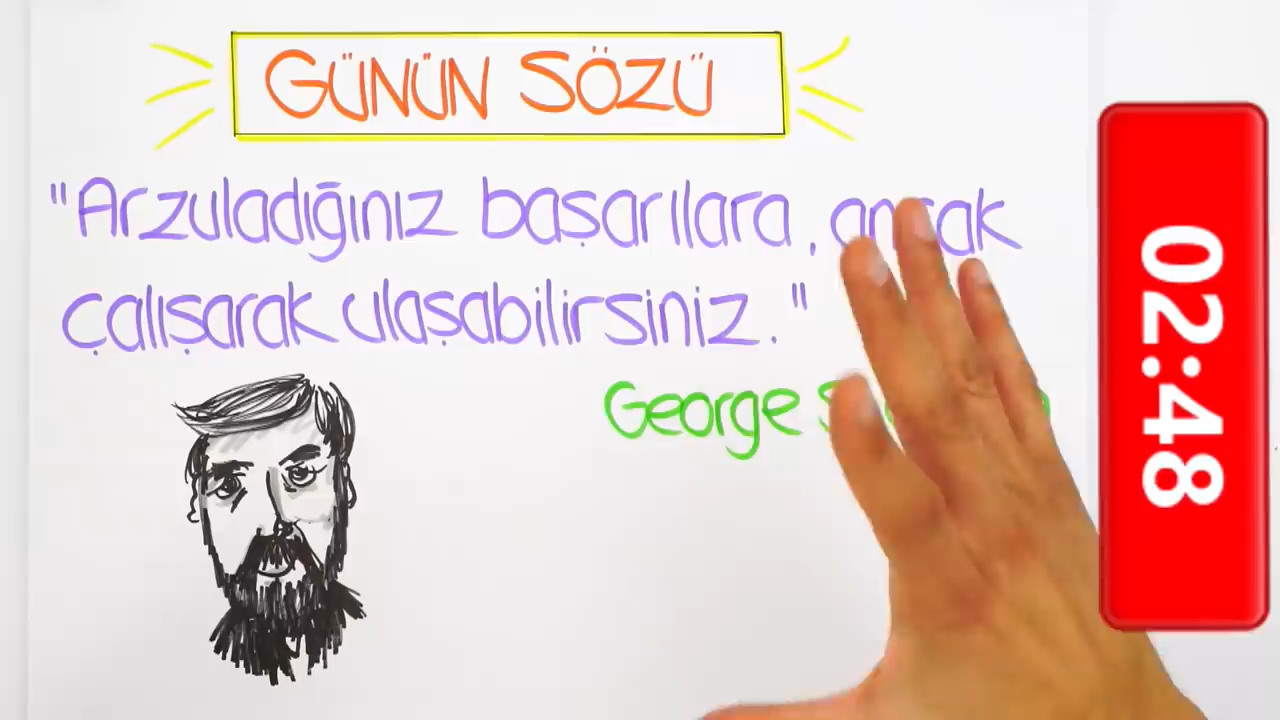 GÜNÜN SÖZÜ
"Arzuladığınız başarılara,
çalışarak ulaşabilirsiniz."
George
02:48